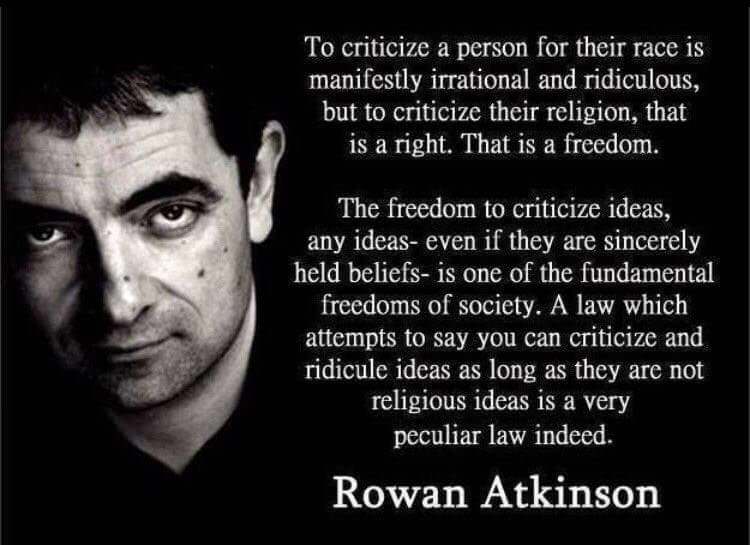 To criticize a person for their race is
manifestly irrational and ridiculous,
but to criticize their religion, that
is a right. That is a freedom.
The freedom to criticize ideas,
any ideas- even if they are sincerely
held beliefs- is one of the fundamental
freedoms of society. A law which
attempts to say you can criticize and
ridicule ideas as long as they are not
religious ideas is a very
peculiar law indeed.
Rowan Atkinson